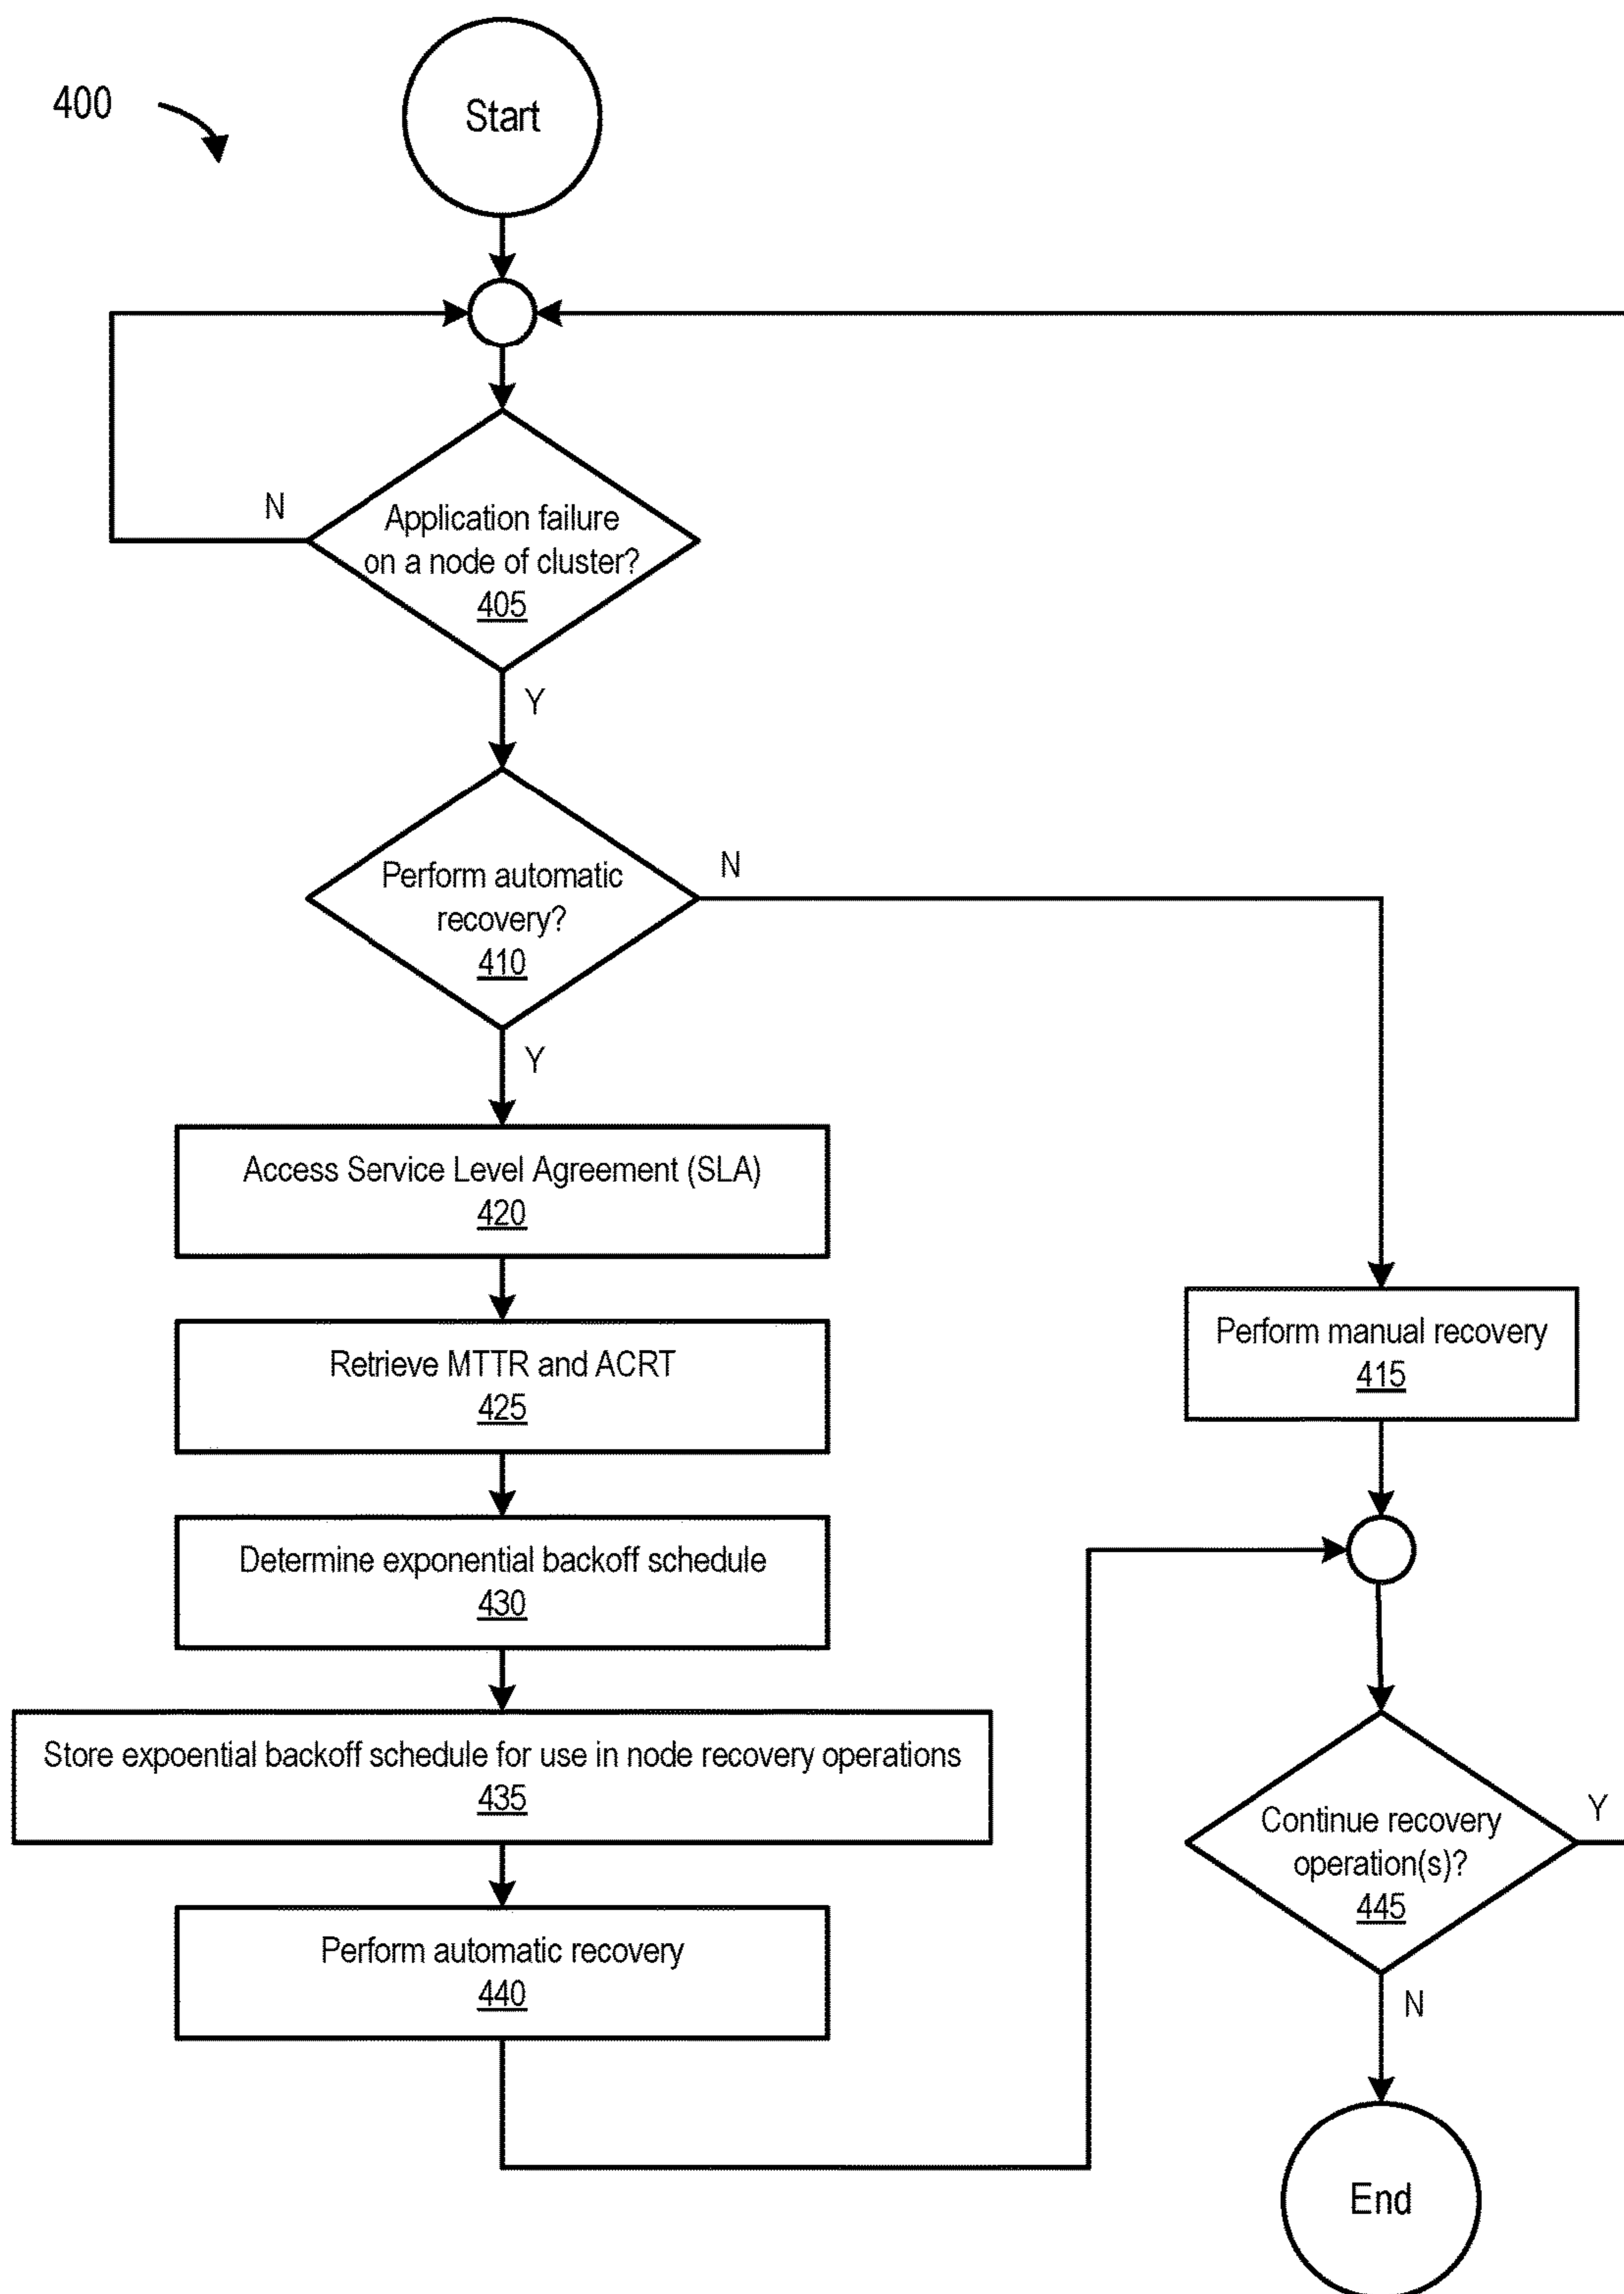 400
Start
N
Application failure
on a node of cluster?
405
Y
Perform automatic
recovery?
410
N
Y
Access Service Level Agreement (SLA)
420
Retrieve MTTR and ACRT
425
Perform manual recovery
415
Determine exponential backoff schedule
430
Store expoential backoff schedule for use in node recovery operations
435
Continue recovery
operation(s)?
445
Y
Perform automatic recovery
440
N
End